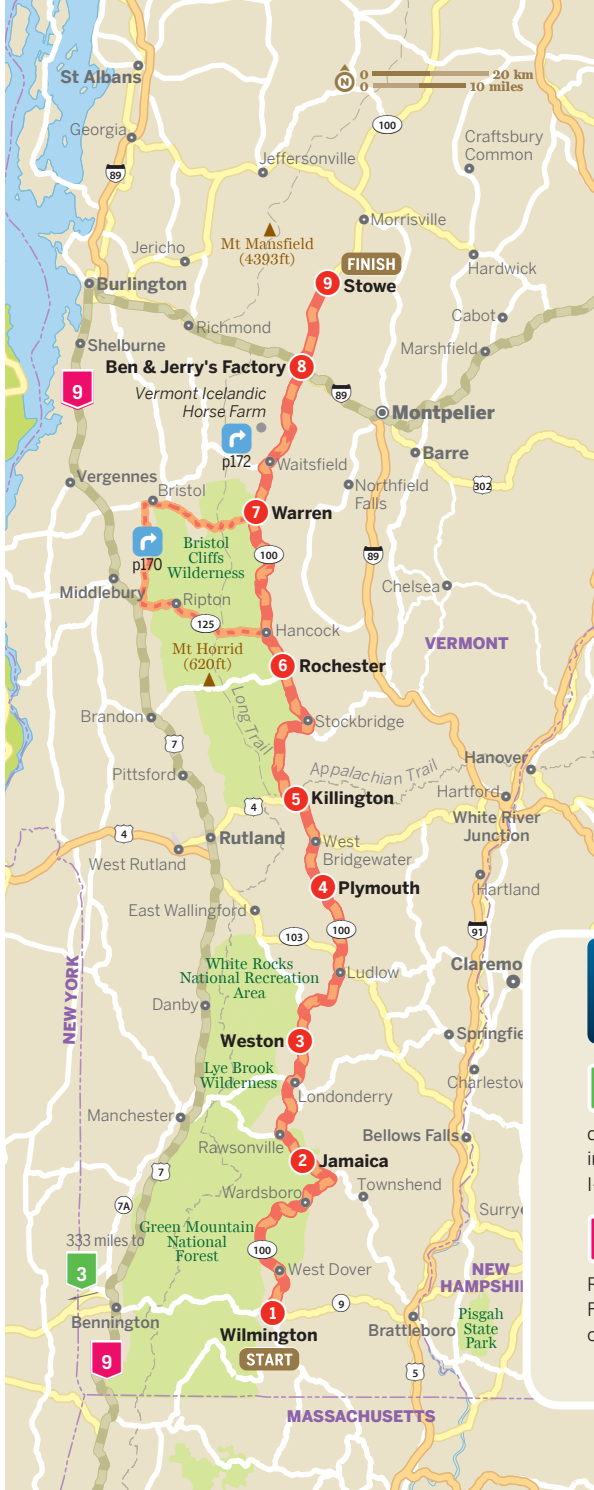 St Albans
0 20 km
N
0 10 miles
100
Georgia
Craftsbury
Common
89
Jeffersonville
Morrisville
Mt Mansfield
(4393ft)
Jericho
FINISH
Hardwick
9 Stowe
Burlington
Cabot
Richmond
Marshfield
Shelburne
Ben & Jerry's Factory 8
9
Vermont Icelandic
Horse Farm
89
Montpelier
p172
Barre
Waitsfield
Vergennes
Northfield
Falls
302
Bristol
7 Warren
p170
Bristol
Cliffs
Wilderness
100
89
Middlebury
Chelsea
Ripton
125
Hancock
VERMONT
Mt Horrid
(620ft)
6 Rochester
Long Trail
Brandon
Stockbridge
7
Hanover
Pittsford
Appalachian Trail
Hartford
5 Killington
4
White River
Junction
4
Rutland
West
Bridgewater
West Rutland
4 Plymouth
Hartland
East Wallingford
103
100
91
White Rocks
National Recreation
Area
Ludlow
Claremo
NEW YORK
Danby
Weston 3
Springfie
Lye Brook
Wilderness
Charlestow
Londonderry
Manchester
Rawsonville
Bellows Falls
2 Jamaica
7
Wardsboro
Townshend
7A
Surry
333 miles to
Green Mountain
National
Forest
100
3
West Dover
NEW
HAMPSHI
1
9
Bennington
Wilmington
Brattleboro
Pisgah
State
Park
START
9
5
MASSACHUSETTS